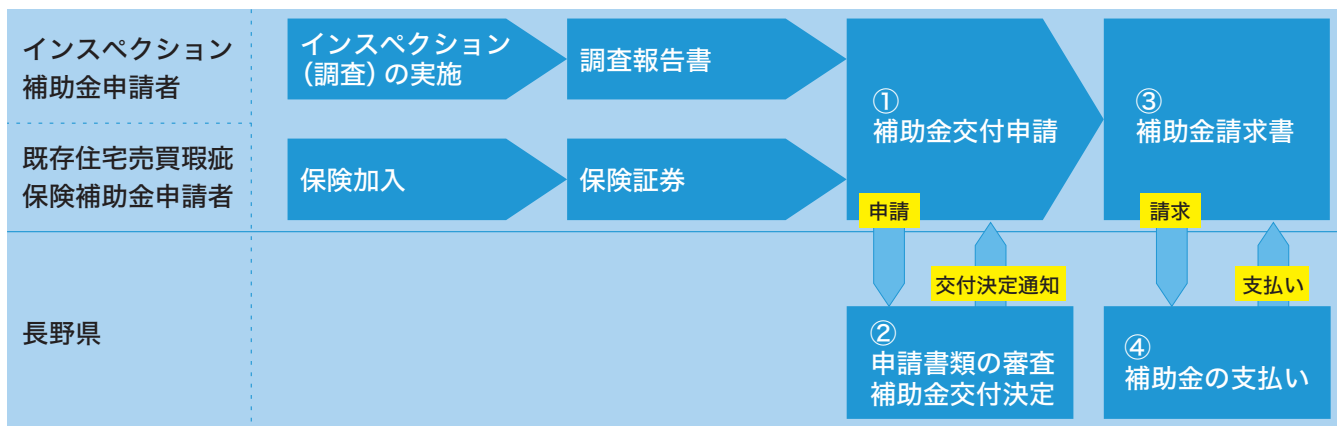 インスペクション
補助金申請者
インスペクション
(調査)の実施
調査報告書
①
補助金交付申請
③
補助金請求書
既存住宅売買瑕疵
保険補助金申請者
保険加入
保険証券
申請
請求
交付決定通知
支払い
長野県
②
申請書類の審査
補助金交付決定
④
補助金の支払い